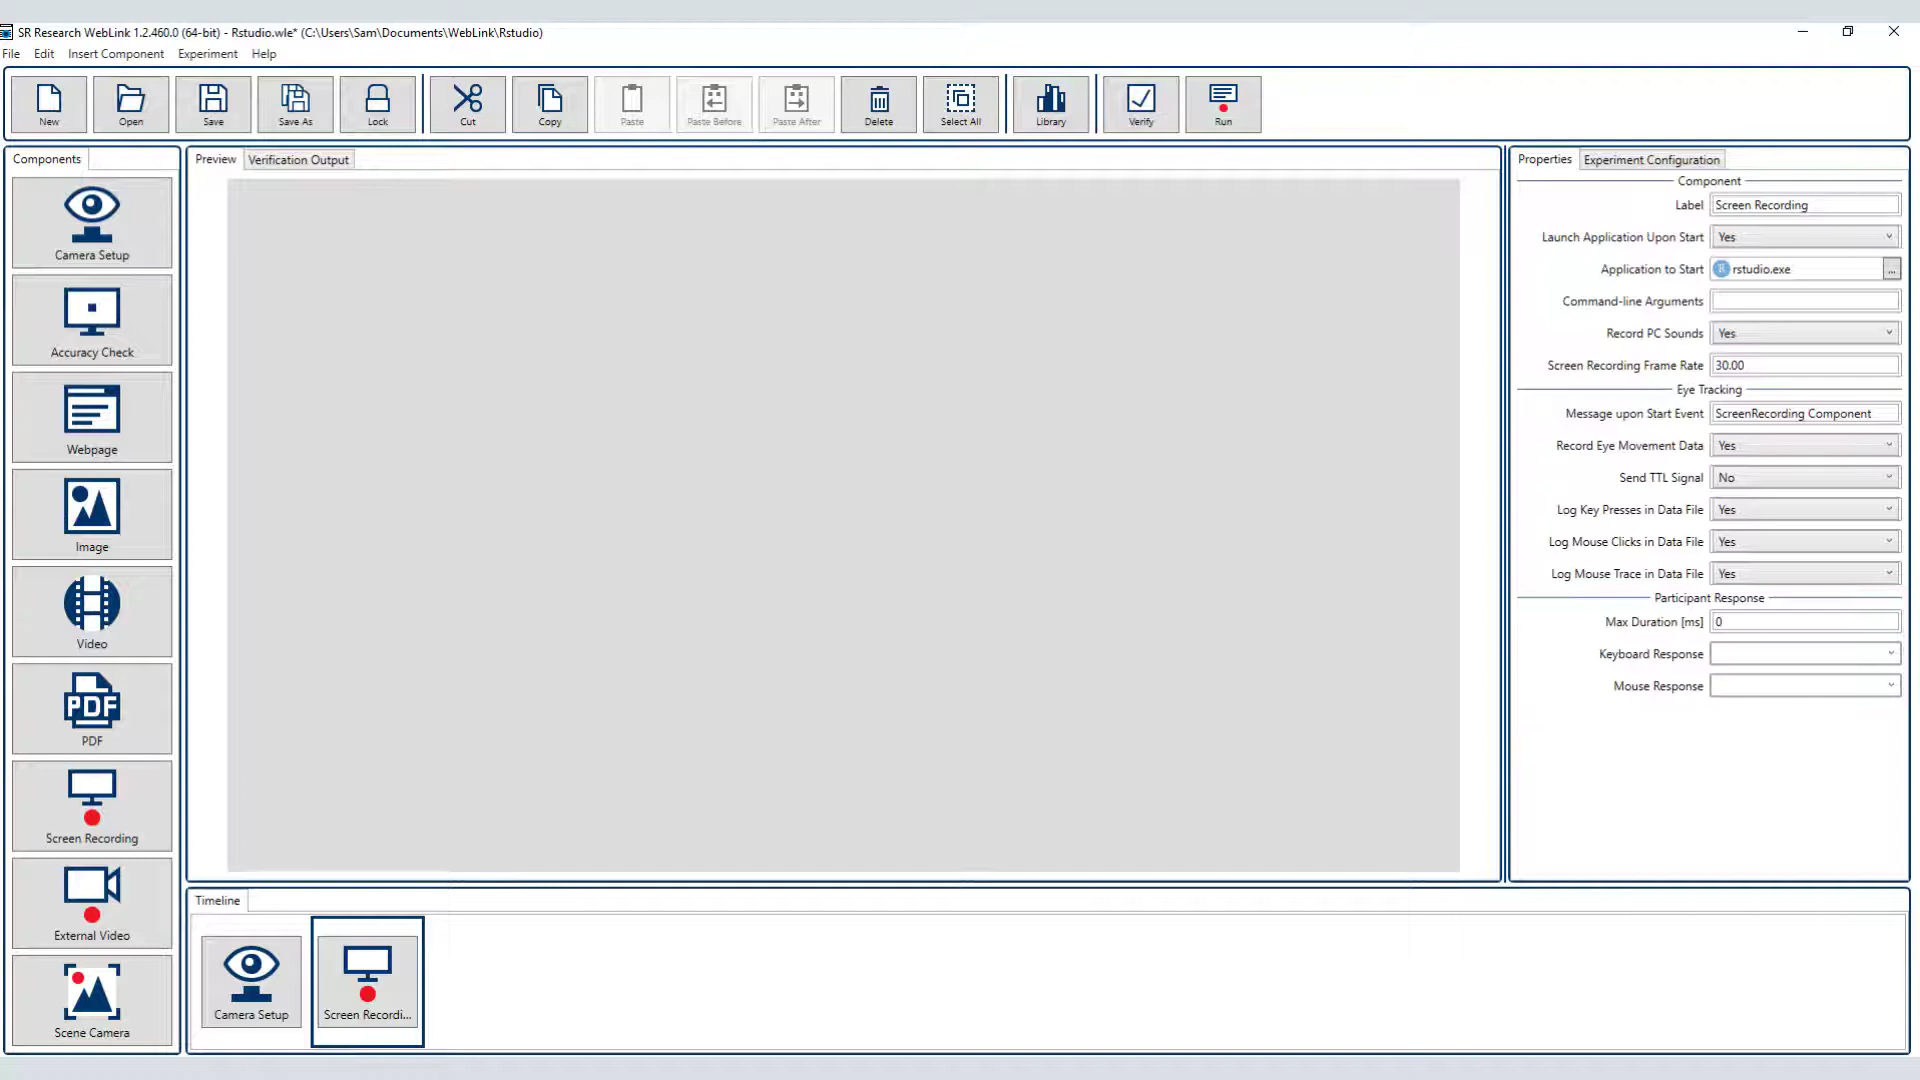 SR Research WebLink 1.2.460.0 (64-bit) - Rstudio.wle* (C:\Users\Sam\Documents\WebLink\Rstudio)
File Edit Insert Component Experiment Help
New Open Save Save As Lock Cut Copy Paste Paste Before Paste After Delete Select All Library Verify Run
Components
Camera Setup
Accuracy Check
Webpage
Image
Video
PDF
PDF
Screen Recording
External Video
Scene Camera
Preview Verification Output
Timeline
Camera Setup Screen Recordi...
Properties Experiment Configuration
Component
Label Screen Recording
Launch Application Upon Start Yes
Application to Start R rstudio.exe ...
Command-line Arguments
Record PC Sounds Yes
Screen Recording Frame Rate 30.00
Eye Tracking
Message upon Start Event ScreenRecording Component
Record Eye Movement Data Yes
Send TTL Signal No
Log Key Presses in Data File Yes
Log Mouse Clicks in Data File Yes
Log Mouse Trace in Data File Yes
Participant Response
Max Duration [ms] 0
Keyboard Response
Mouse Response